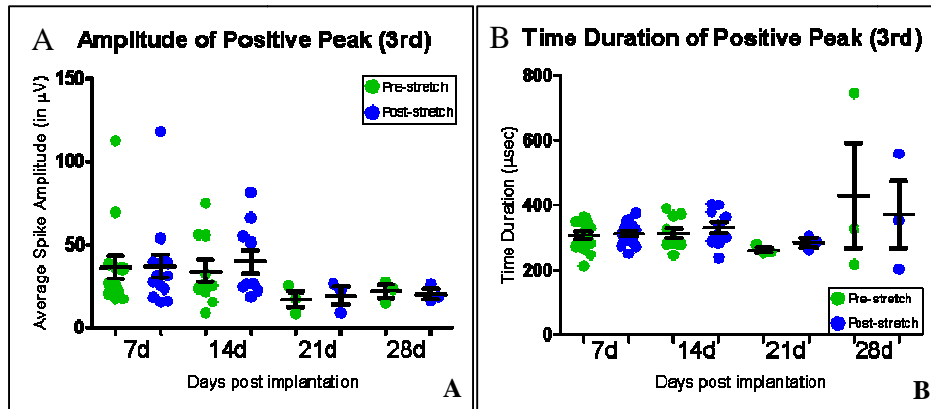 A Amplitude of Positive Peak (3rd)
150
100
50
0
Average Spike Amplitude (in µV)
Pre-stretch
Post-stretch
7d 14d 21d 28d
Days post implantation
A
B Time Duration of Positive Peak (3rd)
800
600
400
200
0
Time Duration (µsec)
Pre-stretch
Post-stretch
7d 14d 21d 28d
Days post implantation
B